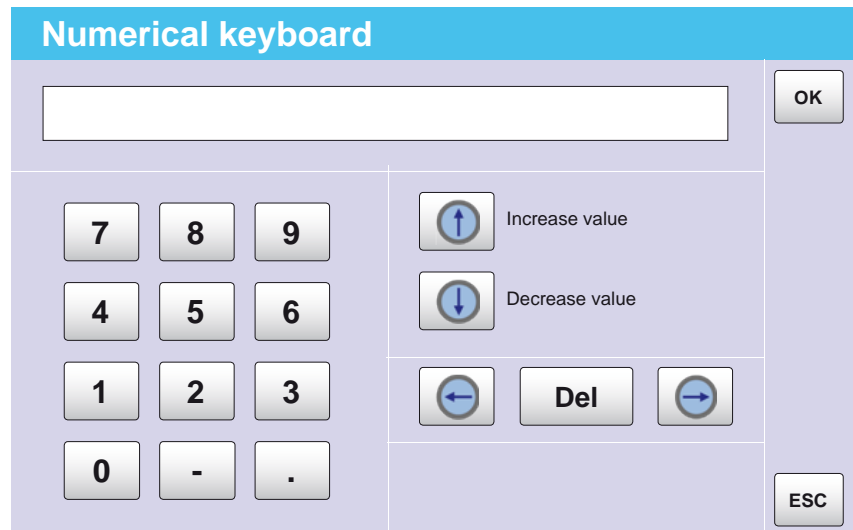 Numerical keyboard
OK
7 8 9
Increase value
4 5 6
Decrease value
1 2 3
Del
0 - .
ESC